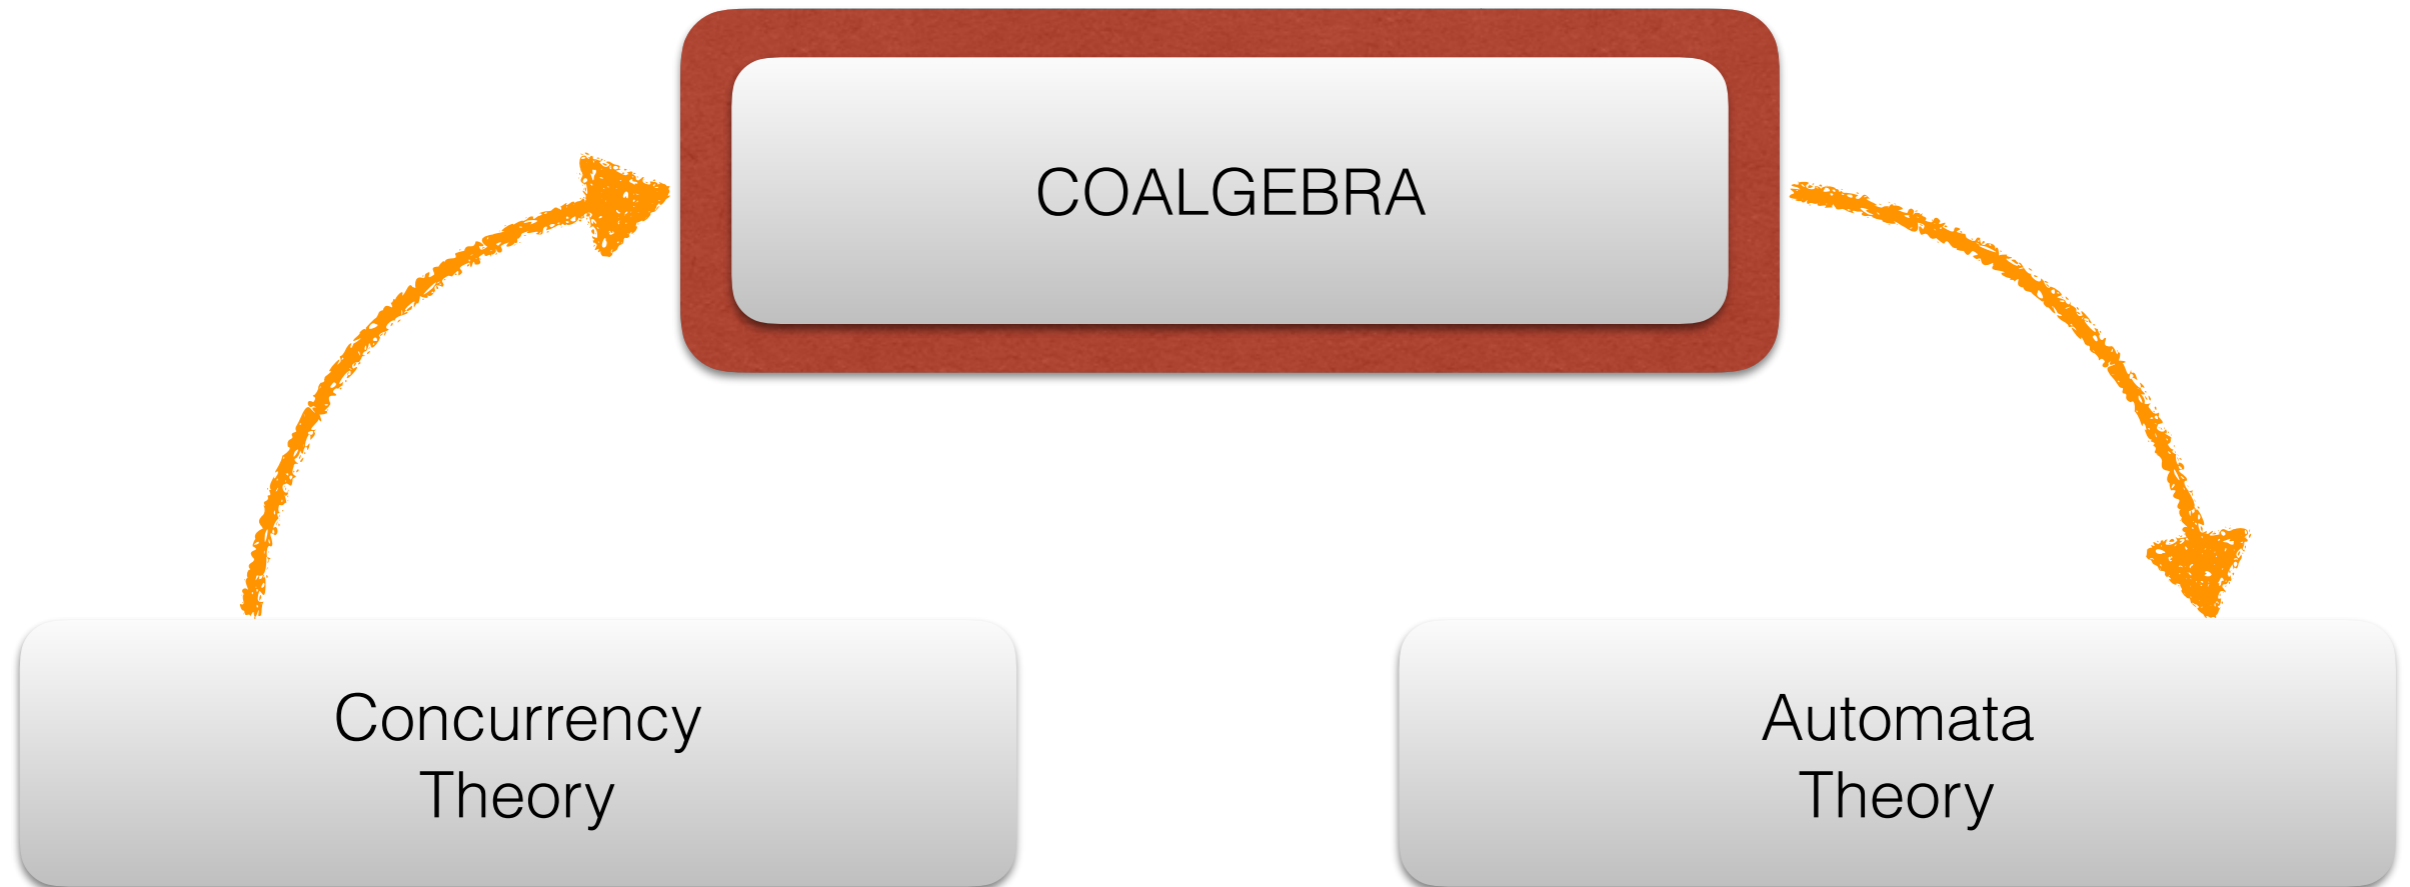 COALGEBRA
Concurrency
Theory
Automata
Theory